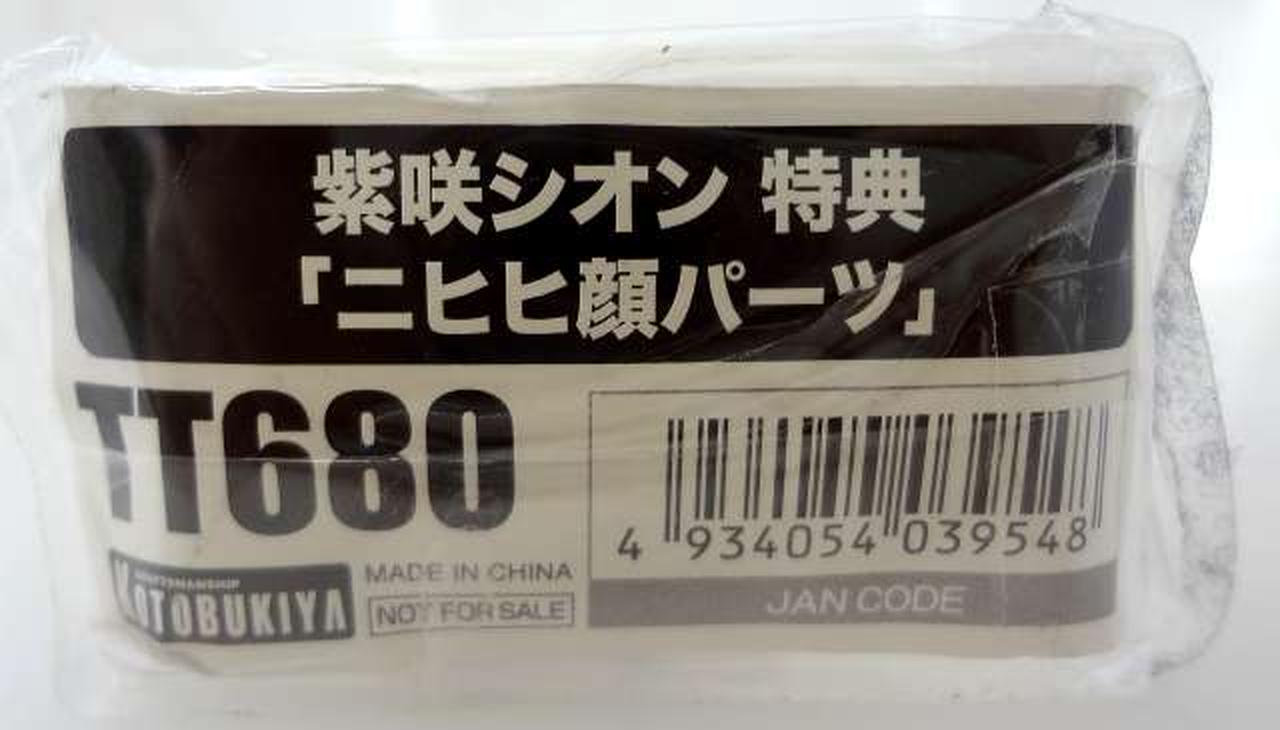 紫咲シオン 特典
「ニヒヒ顔パーツ」
TT680
CRAFTSMANSHIP
KOTOBUKIYA
MADE IN CHINA
NOT FOR SALE
4 934054 039548
JAN CODE